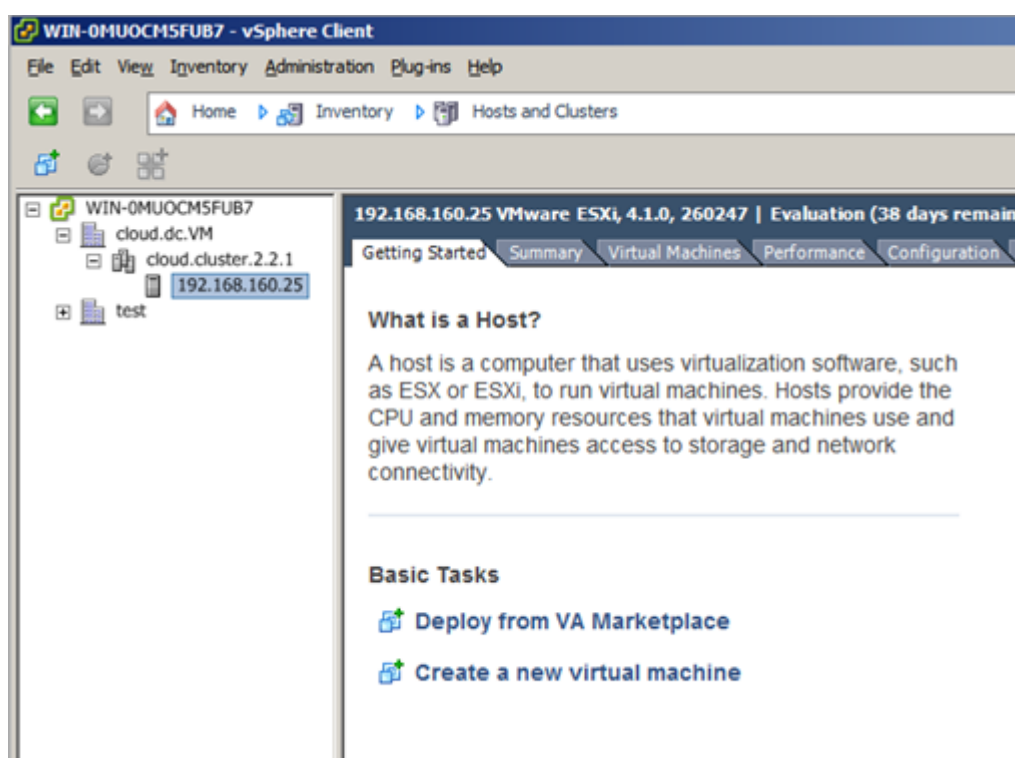 WIN-0MUOCM5FUB7 - vSphere Client
File Edit View Inventory Administration Plug-ins Help
Home Inventory Hosts and Clusters
WIN-0MUOCM5FUB7
cloud.dc.VM
cloud.cluster.2.2.1
192.168.160.25
test
192.168.160.25 VMware ESXi, 4.1.0, 260247 | Evaluation (38 days remain
Getting Started Summary Virtual Machines Performance Configuration
What is a Host?
A host is a computer that uses virtualization software, such
as ESX or ESXi, to run virtual machines. Hosts provide the
CPU and memory resources that virtual machines use and
give virtual machines access to storage and network
connectivity.
Basic Tasks
Deploy from VA Marketplace
Create a new virtual machine